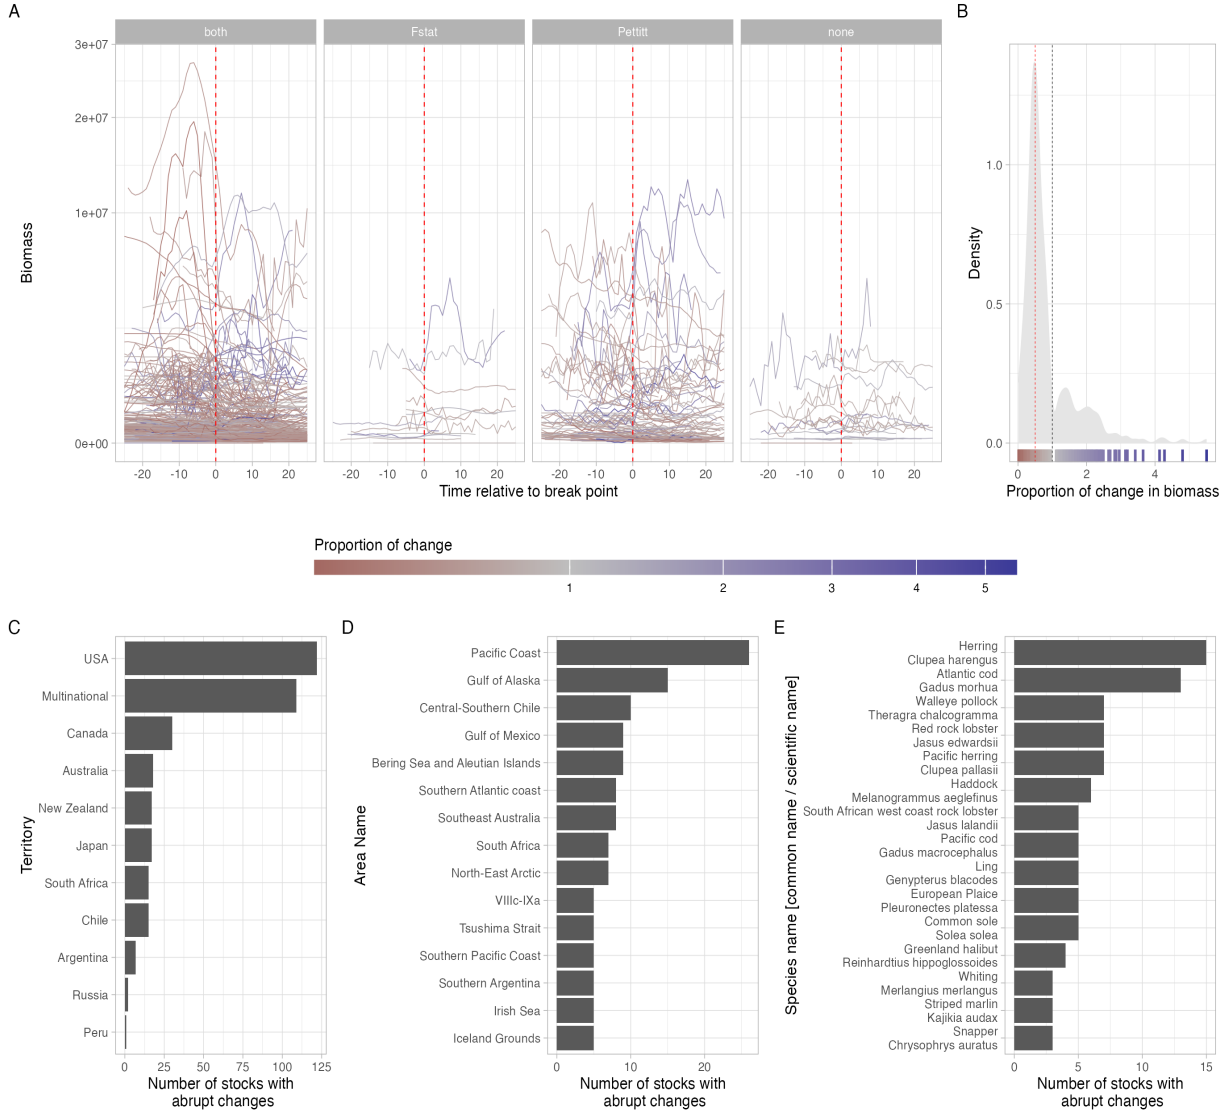 A
both
Fstat
Pettitt
none
3e+07
2e+07
1e+07
0e+00
Biomass
-20 -10 0 10 20
-20 -10 0 10 20
-20 -10 0 10 20
-20 -10 0 10 20
Time relative to break point
B
Density
1.0
0.5
0.0
0 2 4
Proportion of change in biomass
Proportion of change
1 2 3 4 5
C
Territory
USA
Multinational
Canada
Australia
New Zealand
Japan
South Africa
Chile
Argentina
Russia
Peru
0 25 50 75 100 125
Number of stocks with
abrupt changes
D
Area Name
Pacific Coast
Gulf of Alaska
Central-Southern Chile
Gulf of Mexico
Bering Sea and Aleutian Islands
Southern Atlantic coast
Southeast Australia
South Africa
North-East Arctic
VIIIc-IXa
Tsushima Strait
Southern Pacific Coast
Southern Argentina
Irish Sea
Iceland Grounds
0 10 20
Number of stocks with
abrupt changes
E
Species name [common name / scientific name]
Herring
Clupea harengus
Atlantic cod
Gadus morhua
Walleye pollock
Theragra chalcogramma
Red rock lobster
Jasus edwardsii
Pacific herring
Clupea pallasii
Haddock
Melanogrammus aeglefinus
South African west coast rock lobster
Jasus lalandii
Pacific cod
Gadus macrocephalus
Ling
Genypterus blacodes
European Plaice
Pleuronectes platessa
Common sole
Solea solea
Greenland halibut
Reinhardtius hippoglossoides
Whiting
Merlangius merlangus
Striped marlin
Kajikia audax
Snapper
Chrysophrys auratus
0 5 10 15
Number of stocks with
abrupt changes